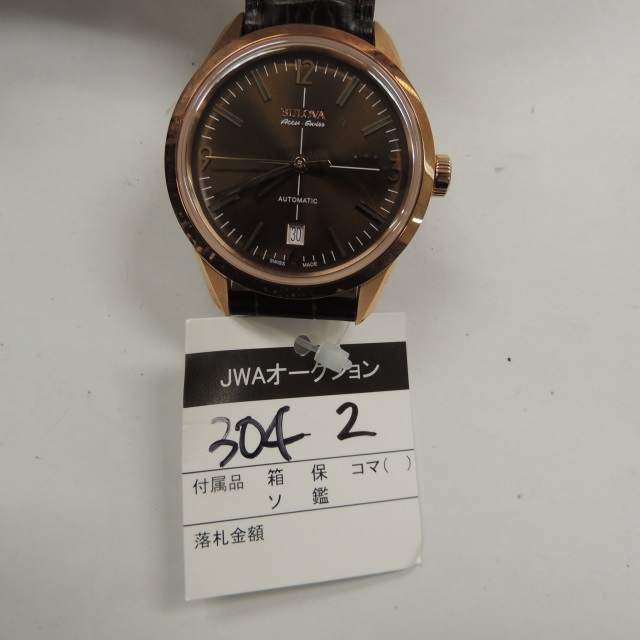 12
BULOVA
Accu-Swiss
AUTOMATIC
30
SWISS MADE
JWAオークション
304 2
付属品 箱 保 コマ( )
ソ 鑑
落札金額